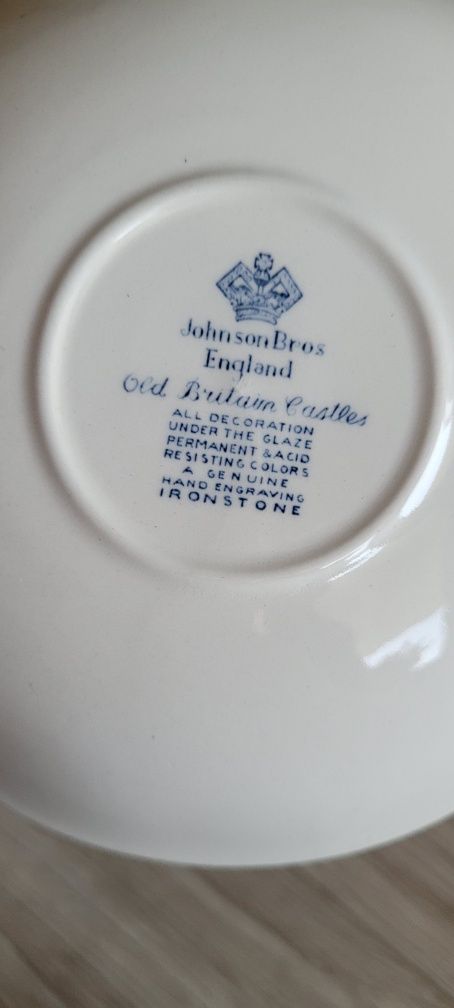 Johnson Bros
England
Old Britain Castles
ALL DECORATION
UNDER THE GLAZE
PERMANENT & ACID
RESISTING COLORS
A GENUINE
HAND ENGRAVING
IRONSTONE